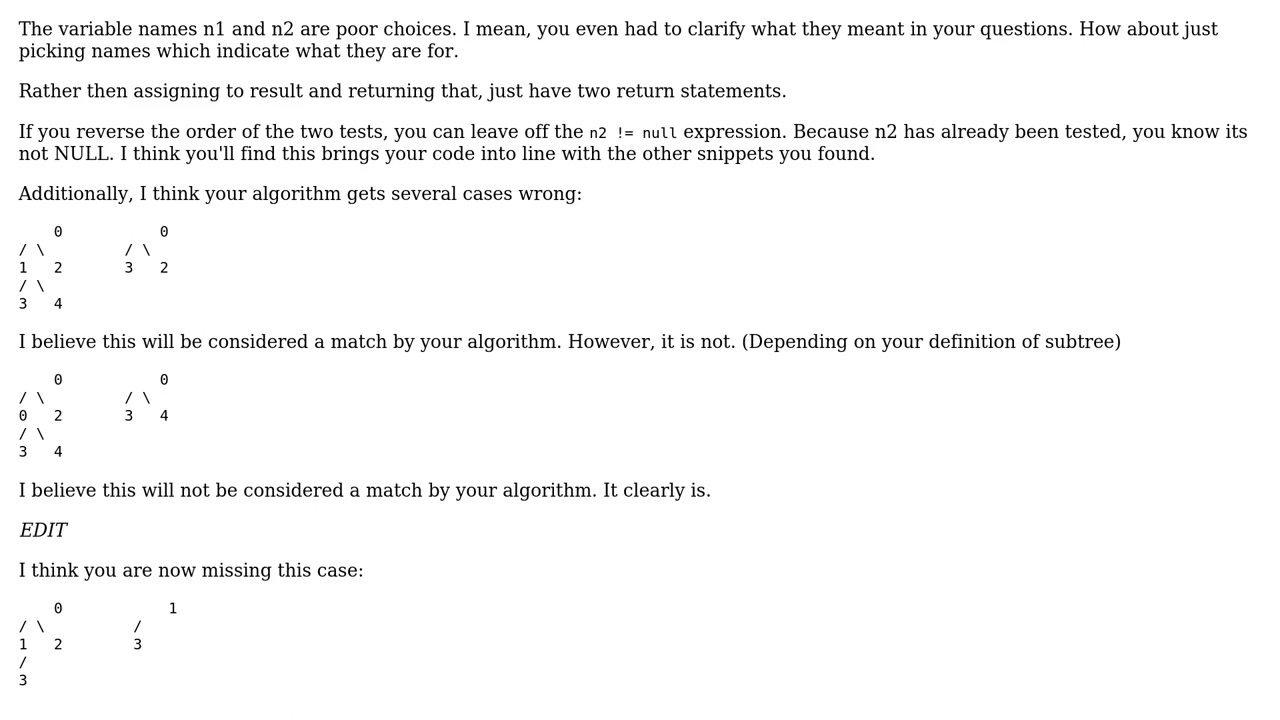 The variable names n1 and n2 are poor choices. I mean, you even had to clarify what they meant in your questions. How about just
picking names which indicate what they are for.
Rather then assigning to result and returning that, just have two return statements.
If you reverse the order of the two tests, you can leave off the n2 != null expression. Because n2 has already been tested, you know its
not NULL. I think you'll find this brings your code into line with the other snippets you found.
Additionally, I think your algorithm gets several cases wrong:
    0           0
/ \         / \
1   2       3   2
/ \
3   4
I believe this will be considered a match by your algorithm. However, it is not. (Depending on your definition of subtree)
    0           0
/ \         / \
0   2       3   4
/ \
3   4
I believe this will not be considered a match by your algorithm. It clearly is.
EDIT
I think you are now missing this case:
    0            1
/ \          /
1   2        3
/
3